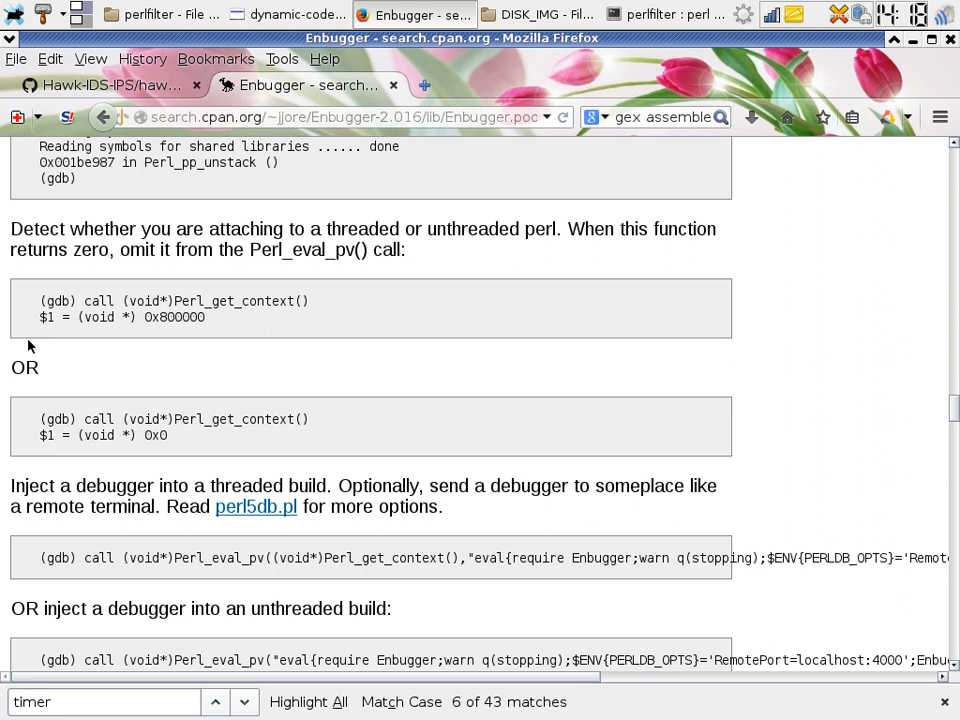 perlfilter - File ...
dynamic-code...
Enbugger - se...
DISK_IMG - Fil...
perlfilter : perl ...
14:18
Enbugger - search.cpan.org - Mozilla Firefox
File Edit View History Bookmarks Tools Help
Hawk-IDS-IPS/haw...
Enbugger - search...
search.cpan.org/~jjore/Enbugger-2.016/lib/Enbugger.poc
gex assemble
Reading symbols for shared libraries ...... done
0x001be987 in Perl_pp_unstack ()
(gdb)
Detect whether you are attaching to a threaded or unthreaded perl. When this function
returns zero, omit it from the Perl_eval_pv() call:
(gdb) call (void*)Perl_get_context()
$1 = (void *) 0x800000
OR
(gdb) call (void*)Perl_get_context()
$1 = (void *) 0x0
Inject a debugger into a threaded build. Optionally, send a debugger to someplace like
a remote terminal. Read perl5db.pl for more options.
(gdb) call (void*)Perl_eval_pv((void*)Perl_get_context(),"eval{require Enbugger;warn q(stopping);$ENV{PERLDB_OPTS}='Remot
OR inject a debugger into an unthreaded build:
(gdb) call (void*)Perl_eval_pv("eval{require Enbugger;warn q(stopping);$ENV{PERLDB_OPTS}='RemotePort=localhost:4000';Enbu
timer
Highlight All Match Case 6 of 43 matches